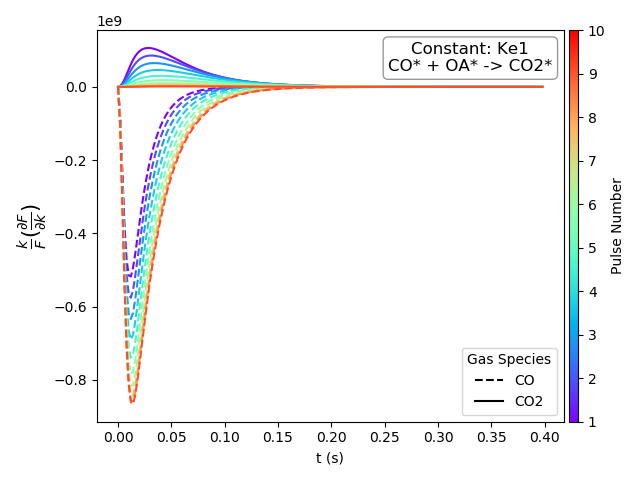 1e9
Constant: Ke1
CO* + OA* -> CO2*
0.0
−0.2
−0.4
−0.6
−0.8
k/F (∂F/∂k)
0.00 0.05 0.10 0.15 0.20 0.25 0.30 0.35 0.40
t (s)
Gas Species
CO
CO2
10
9
8
7
6
5
4
3
2
1
Pulse Number